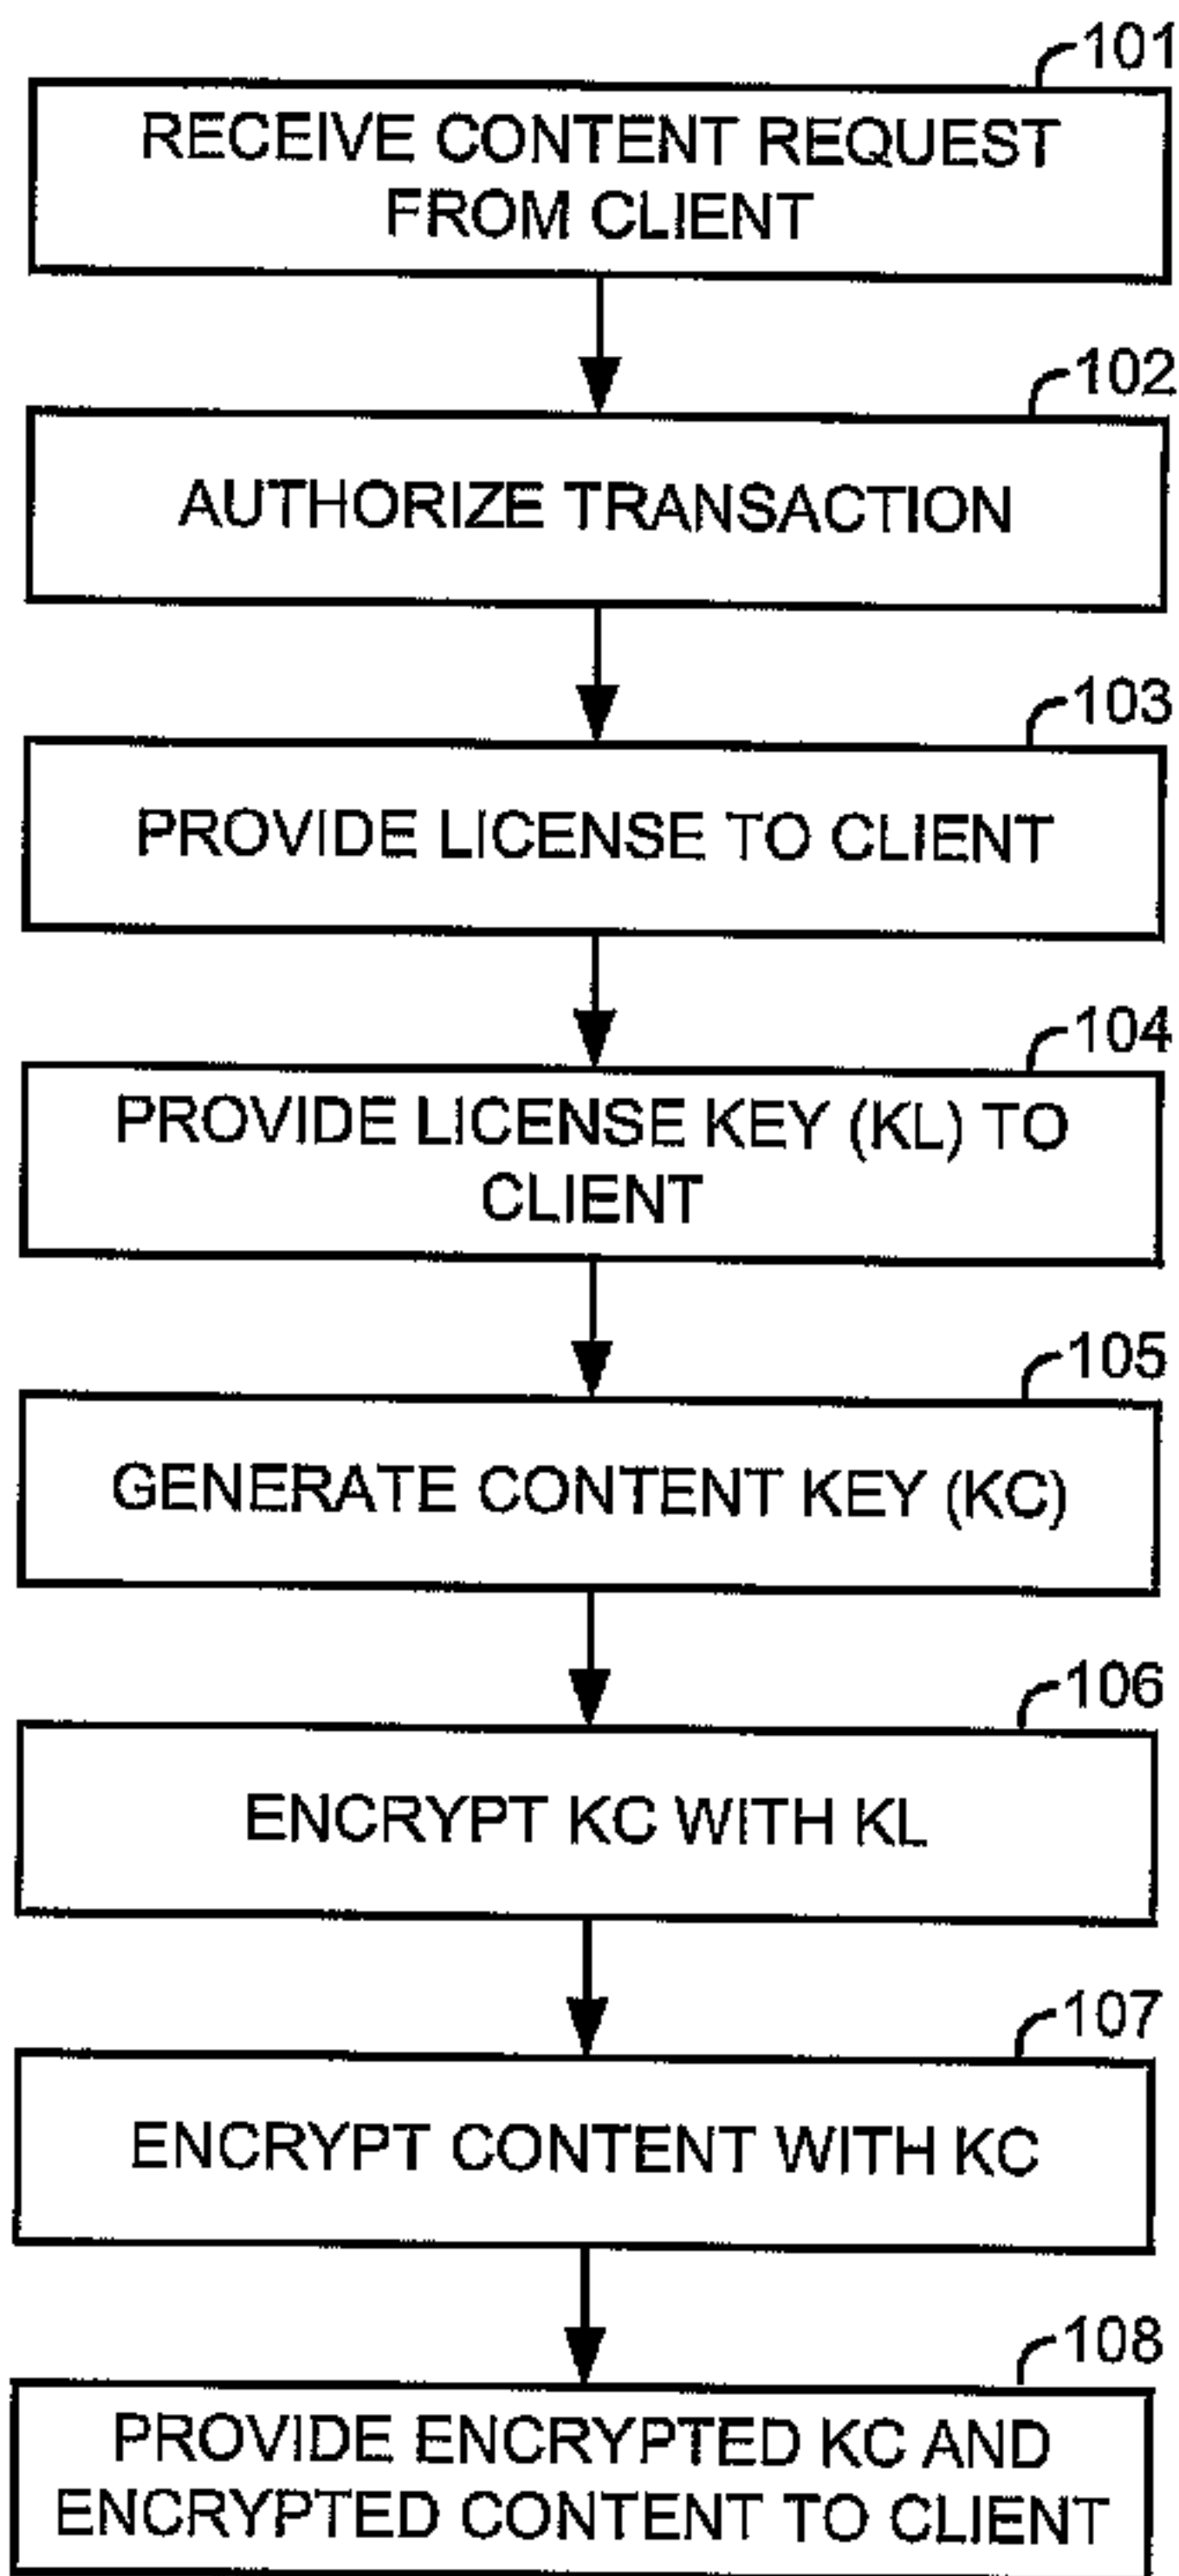 101
RECEIVE CONTENT REQUEST
FROM CLIENT
102
AUTHORIZE TRANSACTION
103
PROVIDE LICENSE TO CLIENT
104
PROVIDE LICENSE KEY (KL) TO
CLIENT
105
GENERATE CONTENT KEY (KC)
106
ENCRYPT KC WITH KL
107
ENCRYPT CONTENT WITH KC
108
PROVIDE ENCRYPTED KC AND
ENCRYPTED CONTENT TO CLIENT